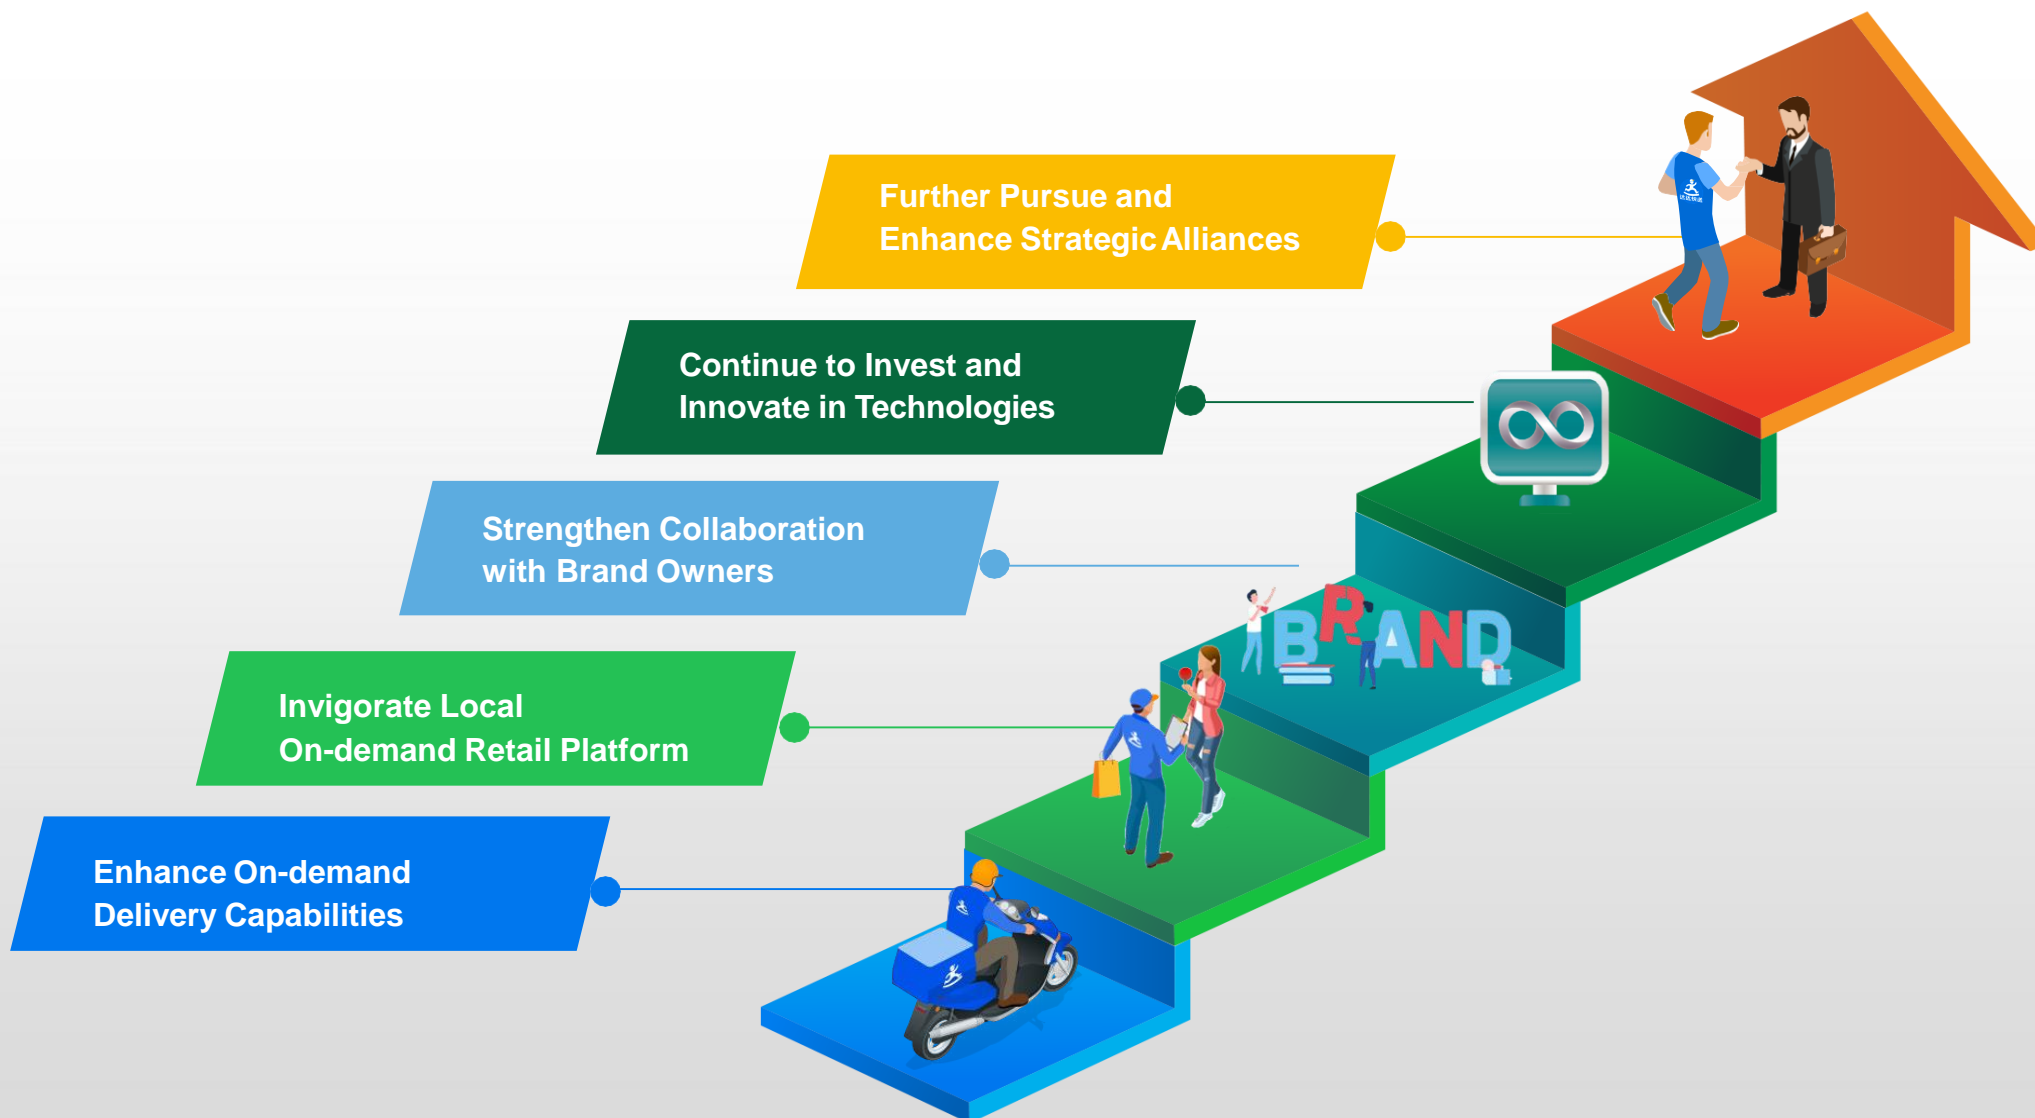 Further Pursue and
Enhance Strategic Alliances
Continue to Invest and
Innovate in Technologies
Strengthen Collaboration
with Brand Owners
BRAND
Invigorate Local
On-demand Retail Platform
Enhance On-demand
Delivery Capabilities